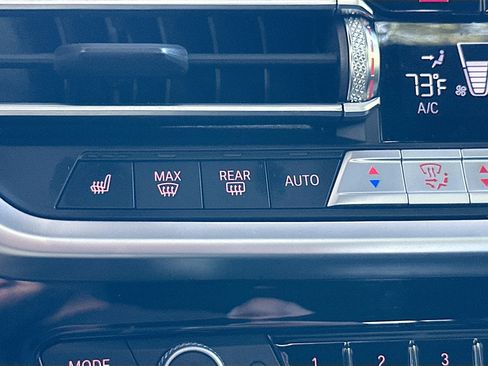 73°F
A/C
MAX
REAR
AUTO
MODE
1
2
3